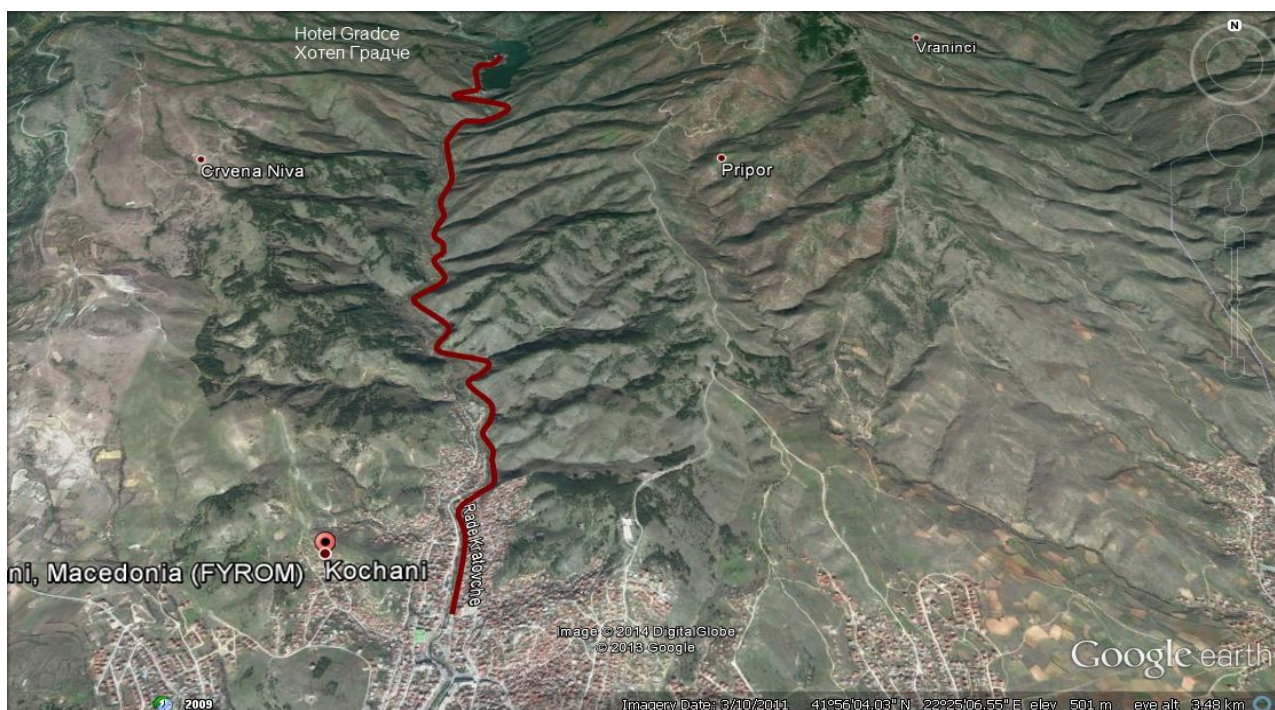 Hotel Gradce
Хотел Градче
N
Vraninci
Crvena Niva
Pripor
RadeKratovche
ni, Macedonia (FYROM)
Kochani
Image © 2014 DigitalGlobe
© 2013 Google
Google earth
2009
Imagery Date: 3/10/2011 41°56'04.03" N 22°25'06.55" E elev 501 m eye alt 3.48 km